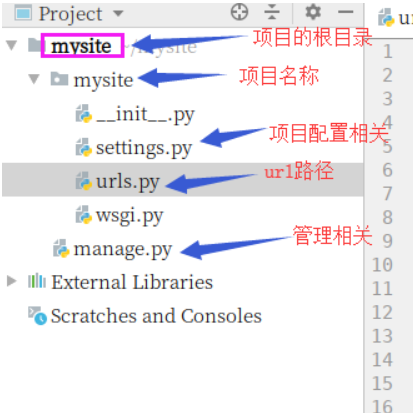 Project
ur
mysite /mysite 项目的根目录
mysite 项目名称
__init__.py
settings.py 项目配置相关
urls.py url路径
wsgi.py
manage.py 管理相关
External Libraries
Scratches and Consoles
1
2
3
4
5
6
7
8
9
10
11
12
13
14
15
16